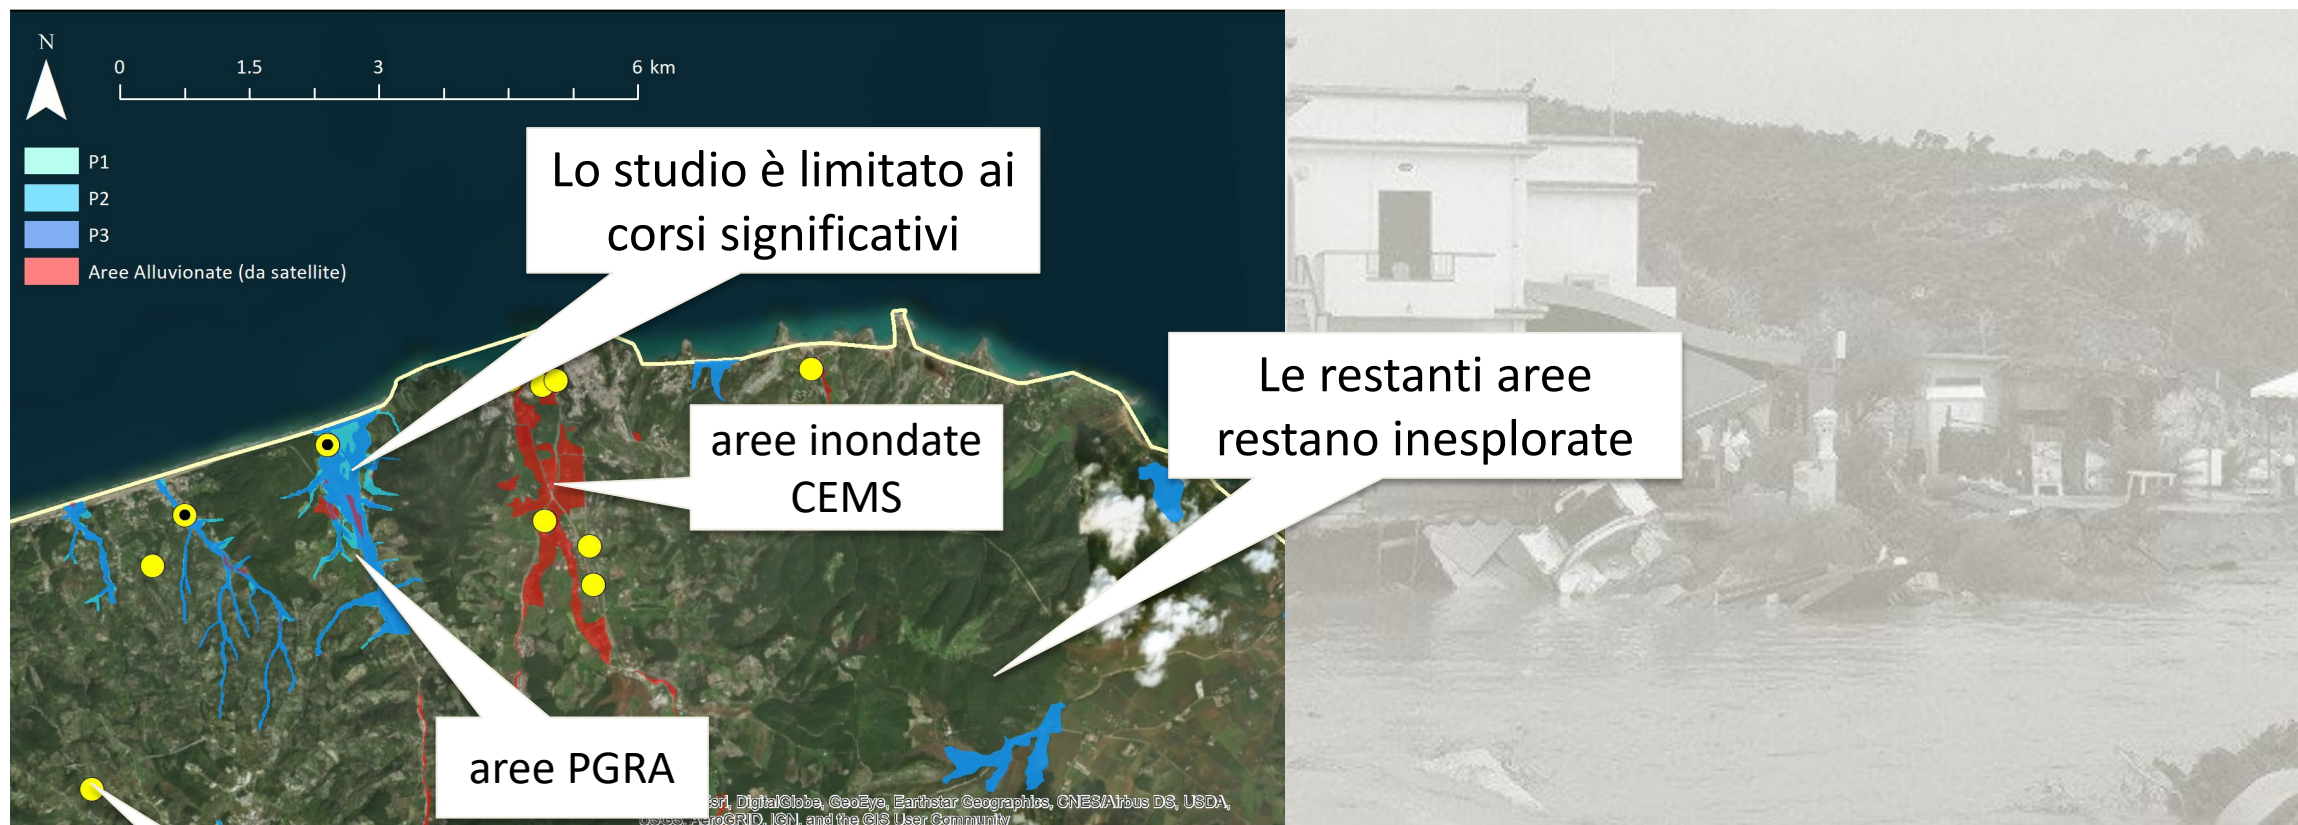 N
0 1.5 3 6 km
P1
P2
P3
Aree Alluvionate (da satellite)
Lo studio è limitato ai
corsi significativi
Le restanti aree
restano inesplorate
aree inondate
CEMS
aree PGRA
Esri, DigitalGlobe, GeoEye, Earthstar Geographics, CNES/Airbus DS, USDA,
USGS, AeroGRID, IGN, and the GIS User Community